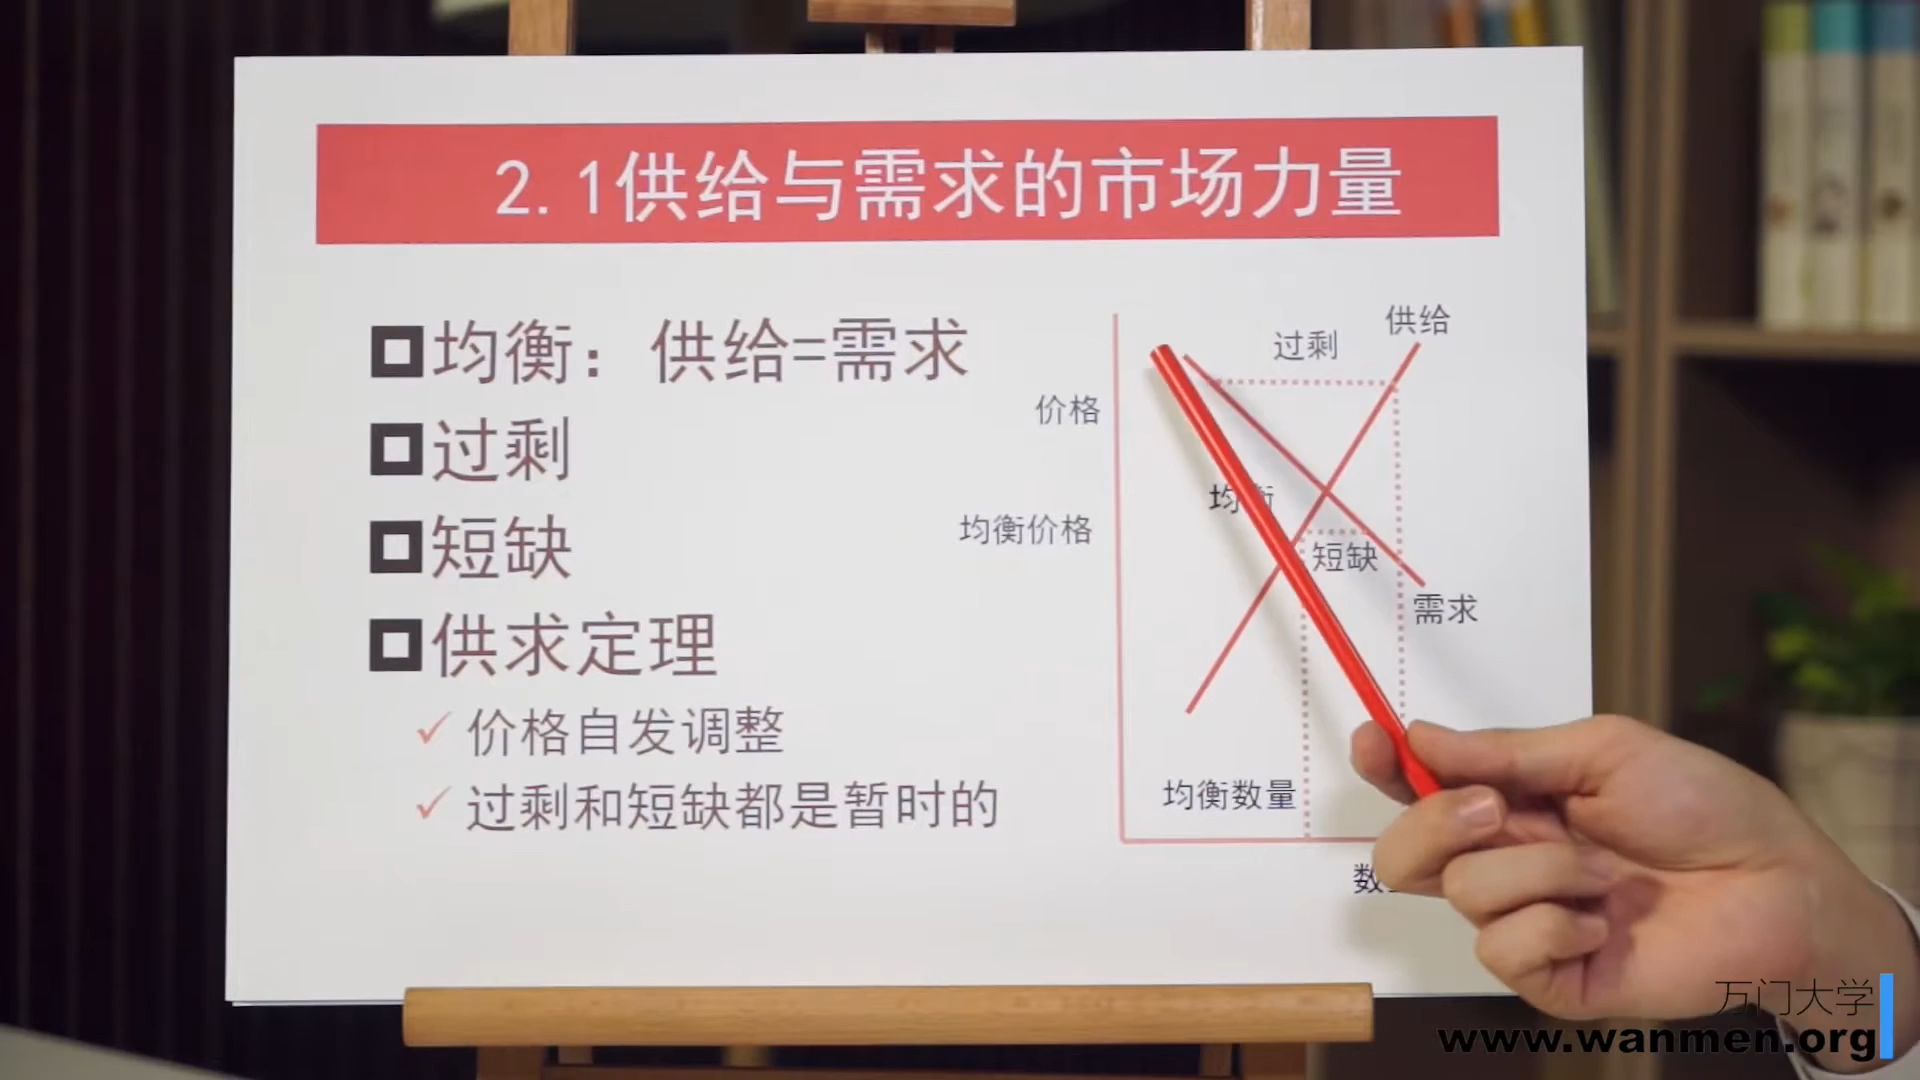 2.1供给与需求的市场力量
均衡：供给=需求
过剩
短缺
供求定理
✓ 价格自发调整
✓ 过剩和短缺都是暂时的
供给
过剩
价格
均衡
均衡价格
短缺
需求
均衡数量
数
万门大学
www.wanmen.org